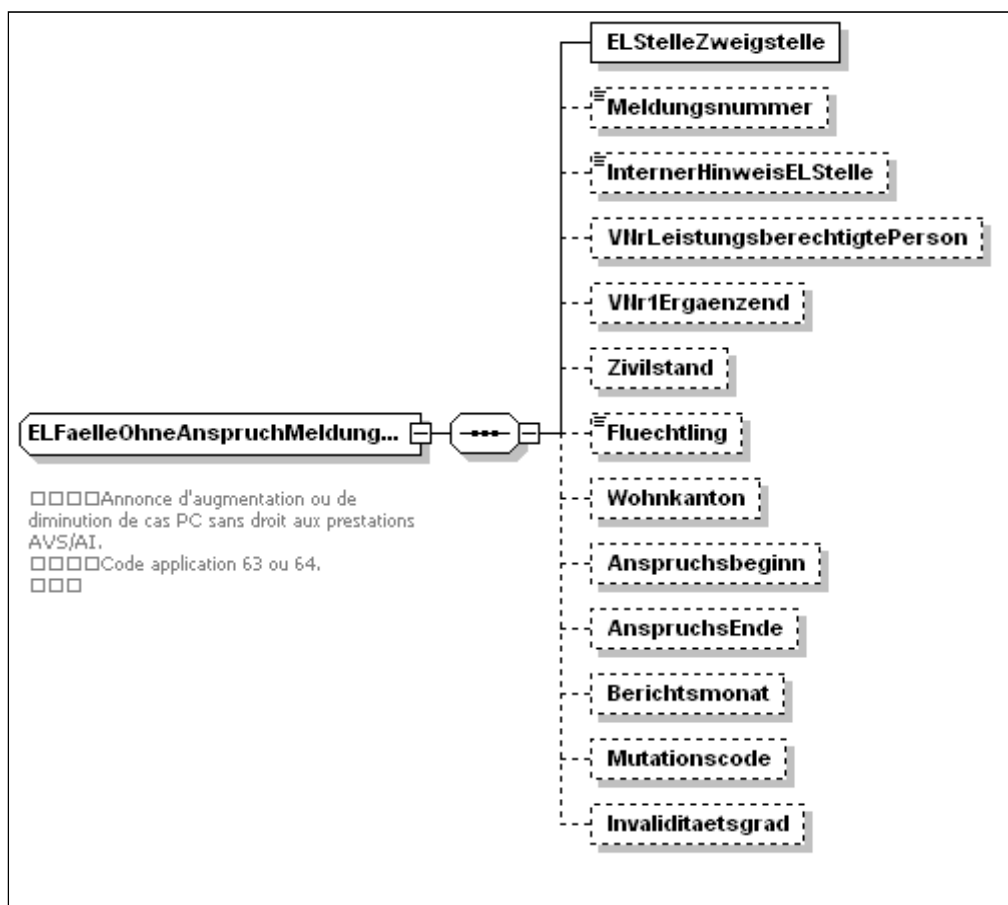 ELStelleZweigstelle
Meldungsnummer
InternerHinweisELStelle
VNrLeistungsberechtigtePerson
VNr1Ergaenzend
Zivilstand
ELFaelleOhneAnspruchMeldung...
Fluechtling
Wohnkanton
Anspruchsbeginn
AnspruchsEnde
Berichtsmonat
Mutationscode
Invaliditaetsgrad
□□□□Annonce d'augmentation ou de
diminution de cas PC sans droit aux prestations
AVS/AI.
□□□□Code application 63 ou 64.
□□□